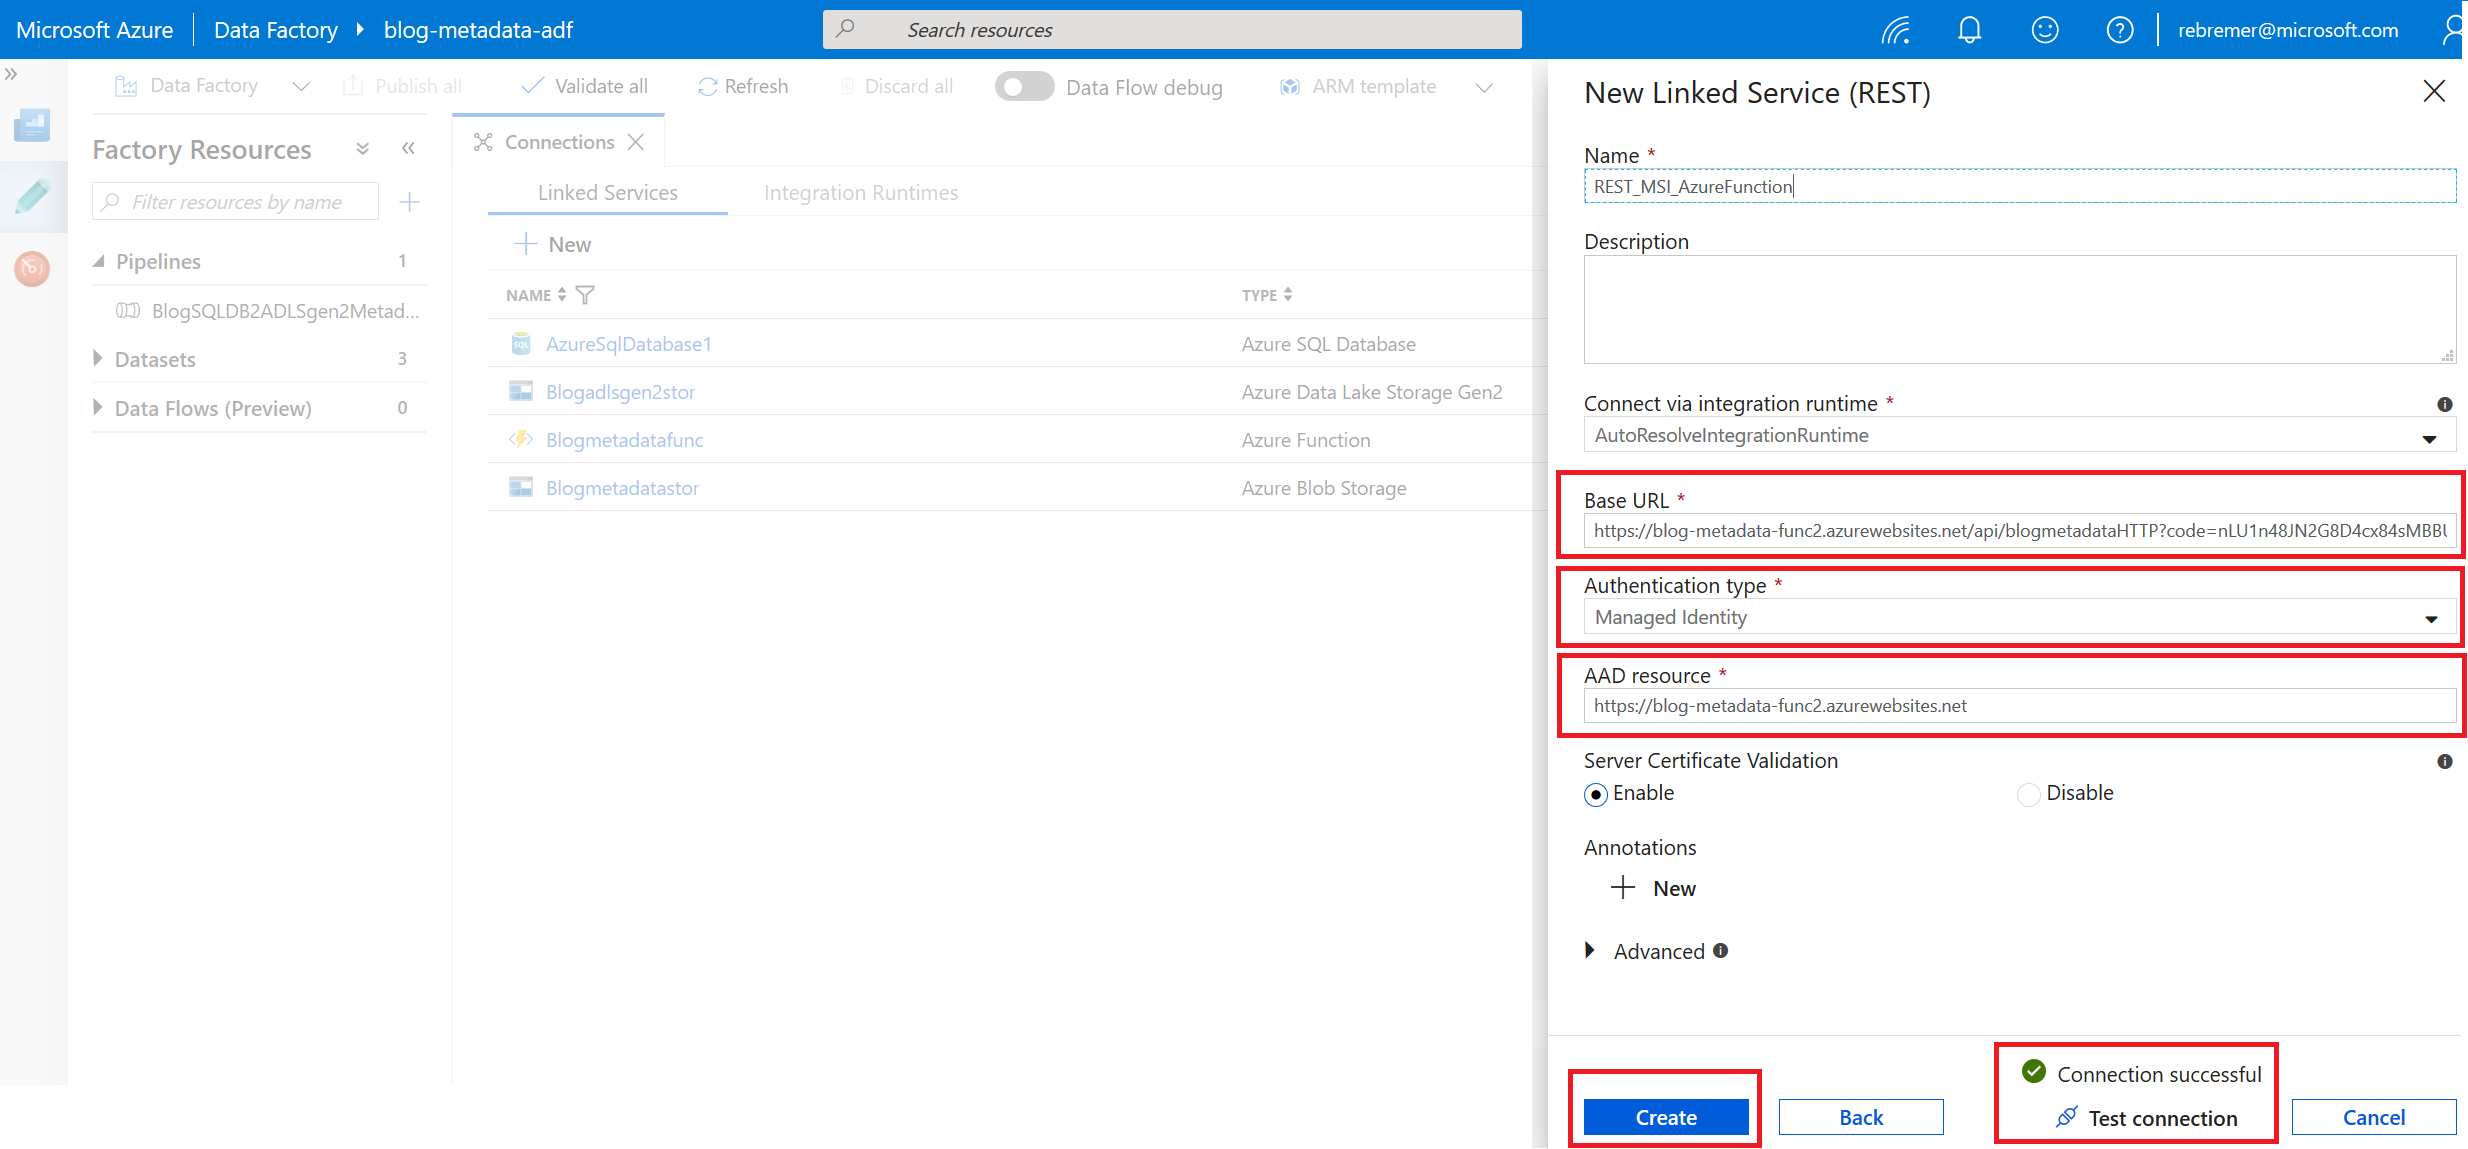 Microsoft Azure
Data Factory
blog-metadata-adf
Search resources
rebremer@microsoft.com
Data Factory
Publish all
Validate all
Refresh
Discard all
Data Flow debug
ARM template
Factory Resources
Filter resources by name
Pipelines 1
BlogSQLDB2ADLSgen2Metad...
Datasets 3
Data Flows (Preview) 0
Connections
Linked Services
Integration Runtimes
New
NAME
TYPE
AzureSqlDatabase1 Azure SQL Database
Blogadlsgen2stor Azure Data Lake Storage Gen2
Blogmetadatafunc Azure Function
Blogmetadatastor Azure Blob Storage
New Linked Service (REST)
Name *
REST_MSI_AzureFunction
Description
Connect via integration runtime *
AutoResolveIntegrationRuntime
Base URL *
https://blog-metadata-func2.azurewebsites.net/api/blogmetadataHTTP?code=nLU1n48JN2G8D4cx84sMBBU
Authentication type *
Managed Identity
AAD resource *
https://blog-metadata-func2.azurewebsites.net
Server Certificate Validation
Enable
Disable
Annotations
New
Advanced
Connection successful
Create
Back
Test connection
Cancel